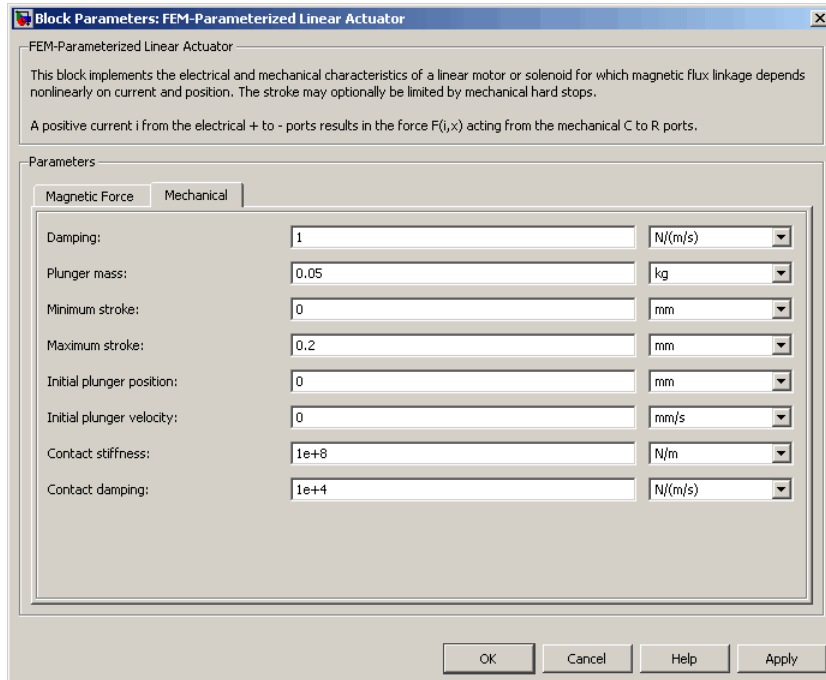 Block Parameters: FEM-Parameterized Linear Actuator
FEM-Parameterized Linear Actuator
This block implements the electrical and mechanical characteristics of a linear motor or solenoid for which magnetic flux linkage depends
nonlinearly on current and position. The stroke may optionally be limited by mechanical hard stops.
A positive current i from the electrical + to - ports results in the force F(i,x) acting from the mechanical C to R ports.
Parameters
Magnetic Force Mechanical
Damping: 1 N/(m/s)
Plunger mass: 0.05 kg
Minimum stroke: 0 mm
Maximum stroke: 0.2 mm
Initial plunger position: 0 mm
Initial plunger velocity: 0 mm/s
Contact stiffness: 1e+8 N/m
Contact damping: 1e+4 N/(m/s)
OK Cancel Help Apply